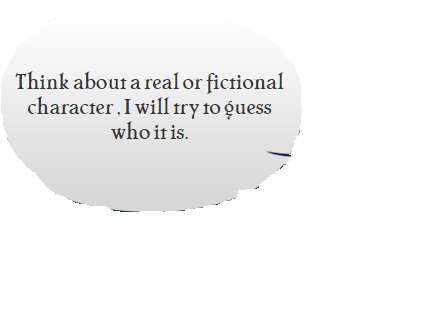 Think about a real or fictional
character , I will try to guess
who it is.